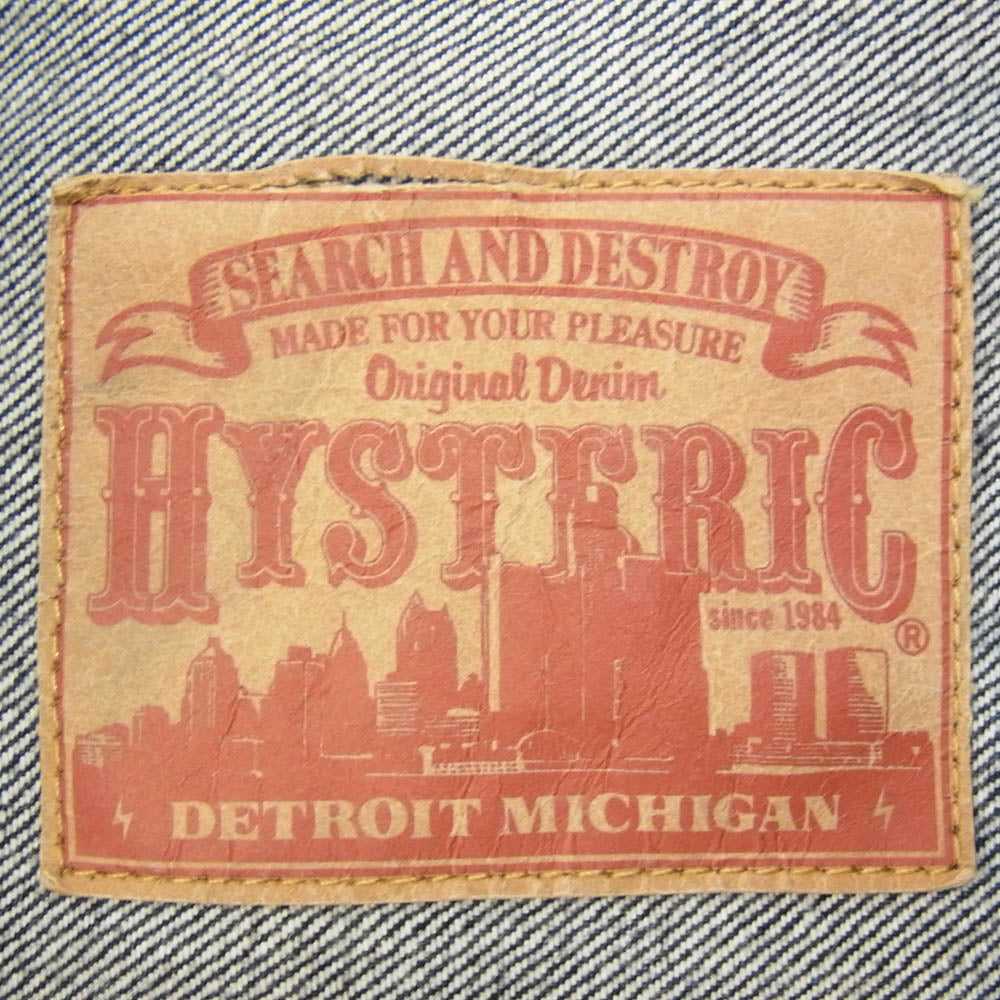 SEARCH AND DESTROY
MADE FOR YOUR PLEASURE
Original Denim
HYSTERIC
since 1984
®
DETROIT MICHIGAN